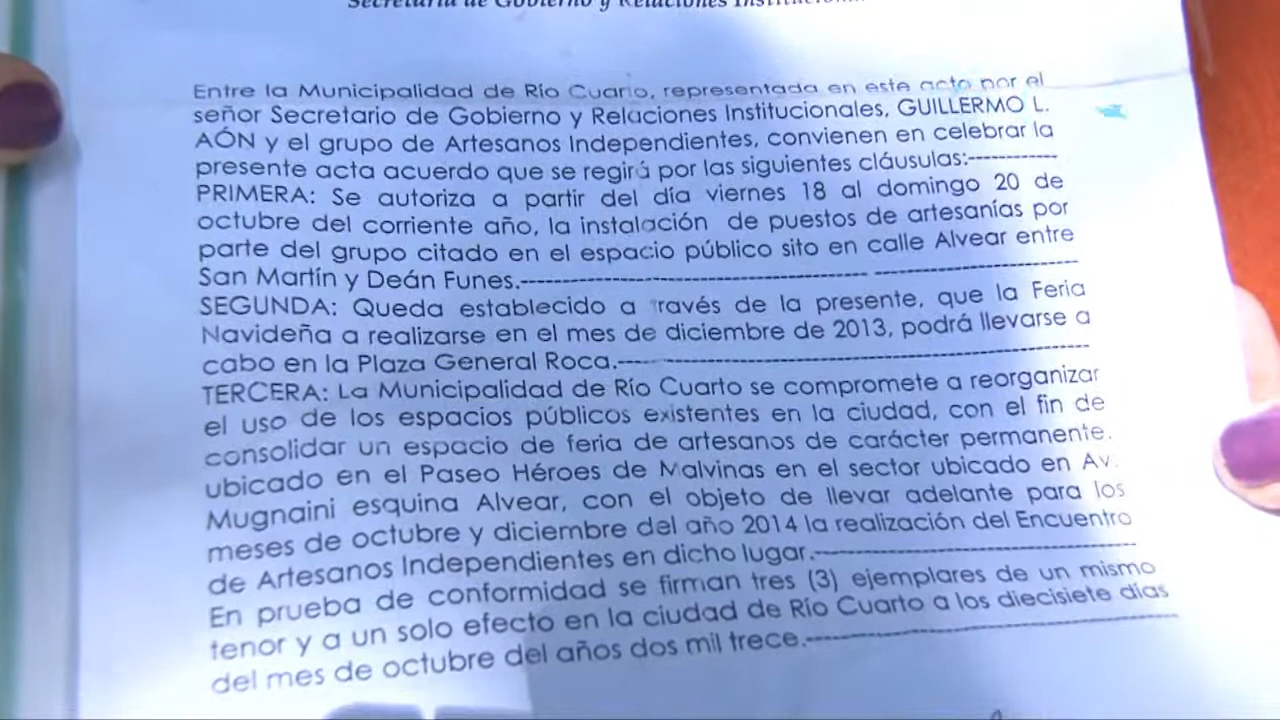 Secretaría de Gobierno y Relaciones Institucionales
Entre la Municipalidad de Río Cuarto, representada en este acto por el
señor Secretario de Gobierno y Relaciones Institucionales, GUILLERMO L.
AÓN y el grupo de Artesanos Independientes, convienen en celebrar la
presente acta acuerdo que se regirá por las siguientes cláusulas:------------
PRIMERA: Se autoriza a partir del día viernes 18 al domingo 20 de
octubre del corriente año, la instalación de puestos de artesanías por
parte del grupo citado en el espacio público sito en calle Alvear entre
San Martín y Deán Funes.------------------------------------------------ ----------------------------
SEGUNDA: Queda establecido a través de la presente, que la Feria
Navideña a realizarse en el mes de diciembre de 2013, podrá llevarse a
cabo en la Plaza General Roca.-----------------------------------------------------------------
TERCERA: La Municipalidad de Río Cuarto se compromete a reorganizar
el uso de los espacios públicos existentes en la ciudad, con el fin de
consolidar un espacio de feria de artesanos de carácter permanente,
ubicado en el Paseo Héroes de Malvinas en el sector ubicado en Av.
Mugnaini esquina Alvear, con el objeto de llevar adelante para los
meses de octubre y diciembre del año 2014 la realización del Encuentro
de Artesanos Independientes en dicho lugar.--------------------------------------------
En prueba de conformidad se firman tres (3) ejemplares de un mismo
tenor y a un solo efecto en la ciudad de Río Cuarto a los diecisiete días
del mes de octubre del años dos mil trece.---------------------------------------------------